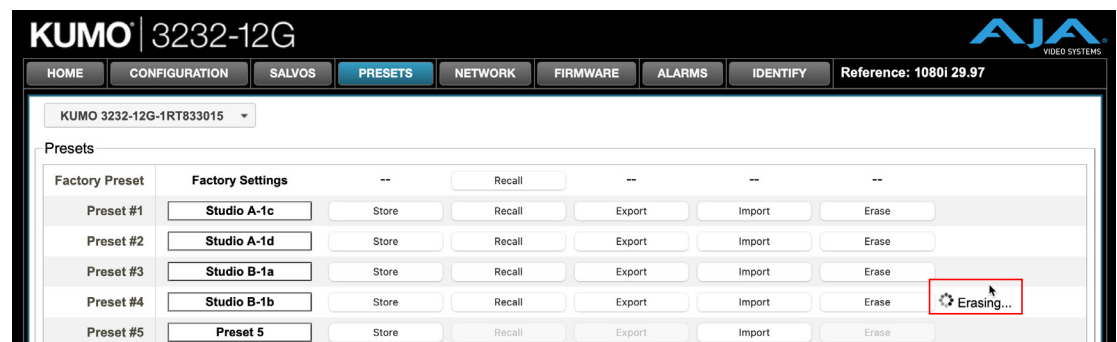 KUMO® 3232-12G
AJA VIDEO SYSTEMS
HOME CONFIGURATION SALVOS PRESETS NETWORK FIRMWARE ALARMS IDENTIFY Reference: 1080i 29.97
KUMO 3232-12G-1RT833015
Presets
Factory Preset Factory Settings -- Recall -- -- --
Preset #1 Studio A-1c Store Recall Export Import Erase
Preset #2 Studio A-1d Store Recall Export Import Erase
Preset #3 Studio B-1a Store Recall Export Import Erase
Preset #4 Studio B-1b Store Recall Export Import Erase Erasing...
Preset #5 Preset 5 Store Recall Export Import Erase